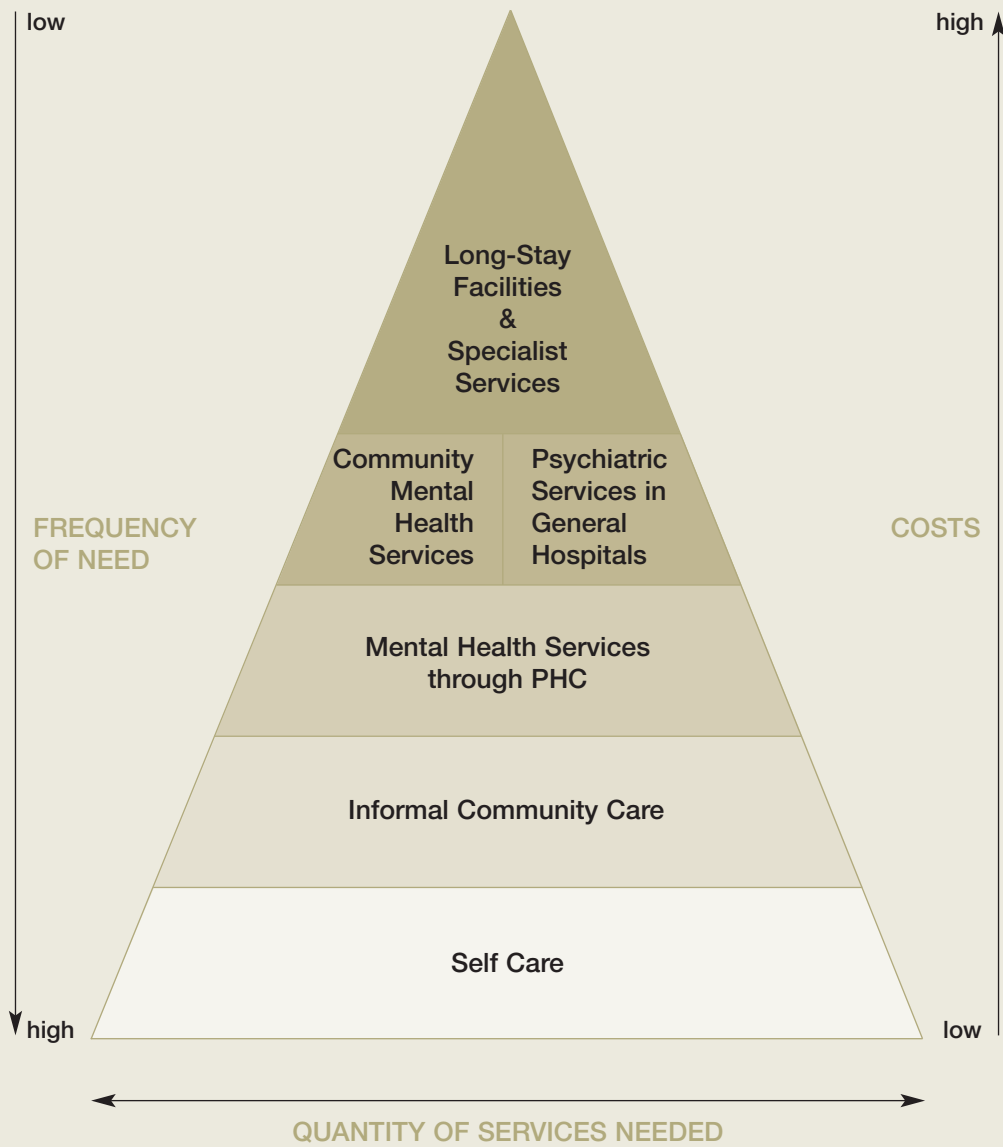 low
high
Long-Stay
Facilities
&
Specialist
Services
Community
Mental
Health
Services
Psychiatric
Services in
General
Hospitals
FREQUENCY
OF NEED
COSTS
Mental Health Services
through PHC
Informal Community Care
Self Care
high
low
QUANTITY OF SERVICES NEEDED